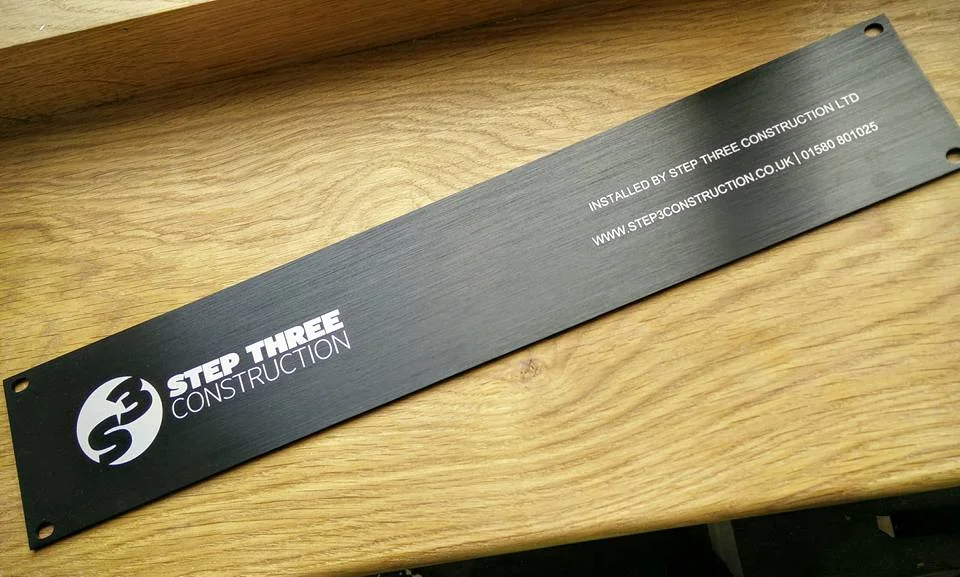 S3
STEP THREE
CONSTRUCTION
INSTALLED BY STEP THREE CONSTRUCTION LTD
WWW.STEP3CONSTRUCTION.CO.UK | 01580 801025